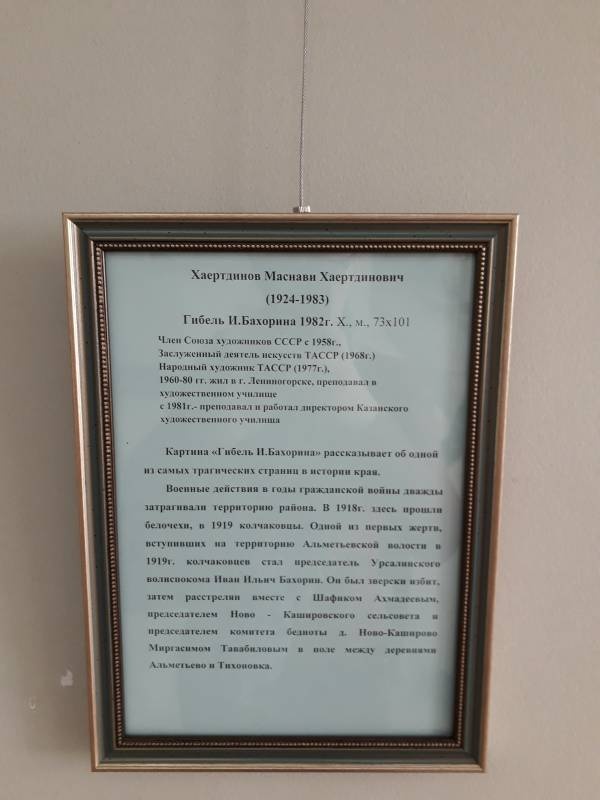 Хаертдинов Маснави Хаертдинович
(1924-1983)
Гибель И.Бахорина 1982г. Х., м., 73х101
Член Союза художников СССР с 1958г.,
Заслуженный деятель искусств ТАССР (1968г.)
Народный художник ТАССР (1977г.),
1960-80 гг. жил в г. Лениногорске, преподавал в
художественном училище
с 1981г.- преподавал и работал директором Казанского
художественного училища
Картина «Гибель И.Бахорина» рассказывает об одной
из самых трагических страниц в истории края.
Военные действия в годы гражданской войны дважды
затрагивали территорию района. В 1918г. здесь прошли
белочехи, в 1919 колчаковцы. Одной из первых жертв,
вступивших на территорию Альметьевской волости в
1919г. колчаковцев стал председатель Урсалинского
волисполкома Иван Ильич Бахорин. Он был зверски избит,
затем расстрелян вместе с Шафиком Ахмадеевым,
председателем Ново - Кашировского сельсовета и
председателем комитета бедноты д. Ново-Каширово
Миргасимом Тавабиловым в поле между деревнями
Альметьево и Тихоновка.